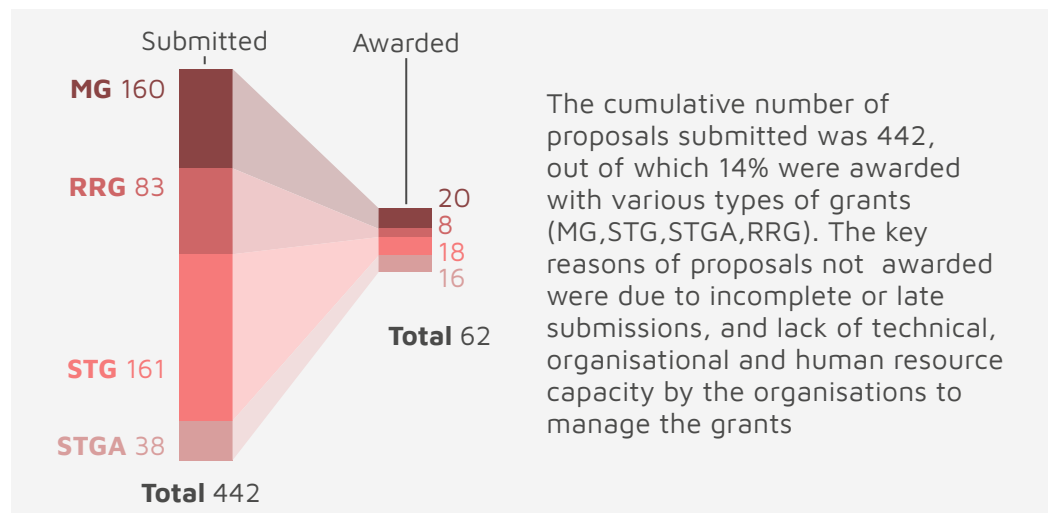 Submitted
Awarded
MG 160
RRG 83
STG 161
STGA 38
Total 442
20
8
18
16
Total 62
The cumulative number of
proposals submitted was 442,
out of which 14% were awarded
with various types of grants
(MG,STG,STGA,RRG). The key
reasons of proposals not  awarded
were due to incomplete or late
submissions, and lack of technical,
organisational and human resource
capacity by the organisations to
manage the grants